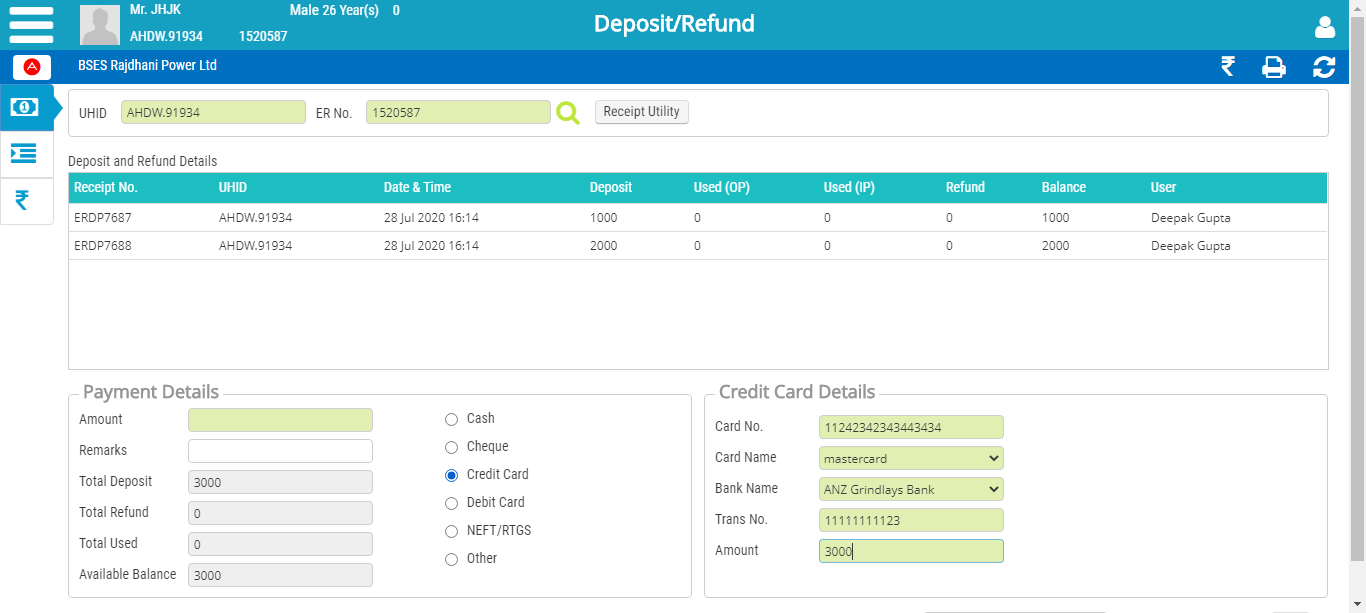 Mr. JHJK Male 26 Year(s) 0
AHDW.91934 1520587
Deposit/Refund
BSES Rajdhani Power Ltd
UHID AHDW.91934 ER No. 1520587 Receipt Utility
Deposit and Refund Details
Receipt No. UHID Date & Time Deposit Used (OP) Used (IP) Refund Balance User
ERDP7687 AHDW.91934 28 Jul 2020 16:14 1000 0 0 0 1000 Deepak Gupta
ERDP7688 AHDW.91934 28 Jul 2020 16:14 2000 0 0 0 2000 Deepak Gupta
Payment Details
Amount
Remarks
Total Deposit 3000
Total Refund 0
Total Used 0
Available Balance 3000
Cash
Cheque
Credit Card
Debit Card
NEFT/RTGS
Other
Credit Card Details
Card No. 11242342343443434
Card Name mastercard
Bank Name ANZ Grindlays Bank
Trans No. 11111111123
Amount 3000